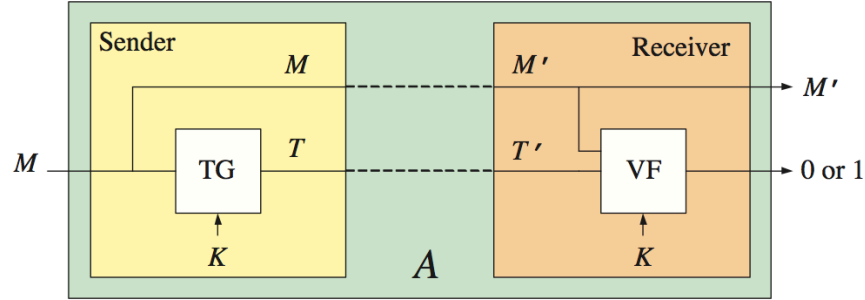 Sender
Receiver
M M′ M′
M TG T T′ VF 0 or 1
K A K